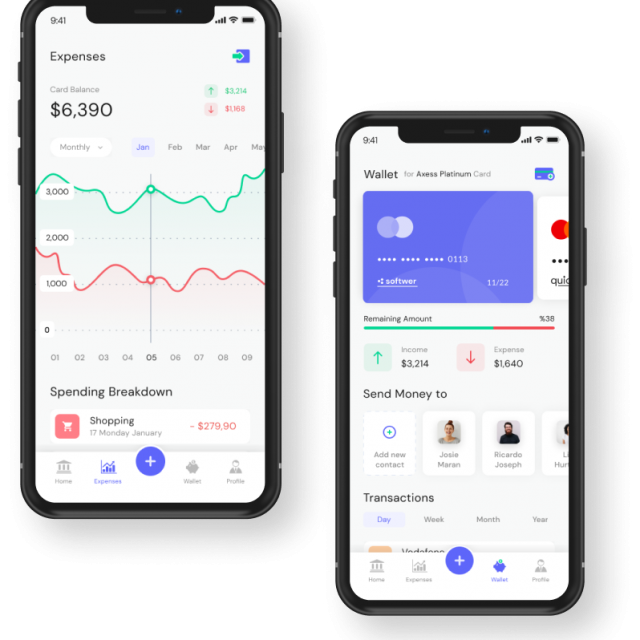 9:41
Expenses
Card Balance
$6,390
$3,214
$1,168
Monthly
Jan Feb Mar Apr May
3,000
2,000
1,000
0
01 02 03 04 05 06 07 08 09
Spending Breakdown
Shopping
17 Monday January
- $279,90
Home Expenses Wallet Profile
9:41
Wallet for Axess Platinum Card
•••• •••• •••• 0113
softwer
11/22
Remaining Amount %38
Income
$3,214
Expense
$1,640
Send Money to
Add new
contact
Josie
Maran
Ricardo
Joseph
Transactions
Day Week Month Year
Vodafone
Home Expenses Wallet Profile